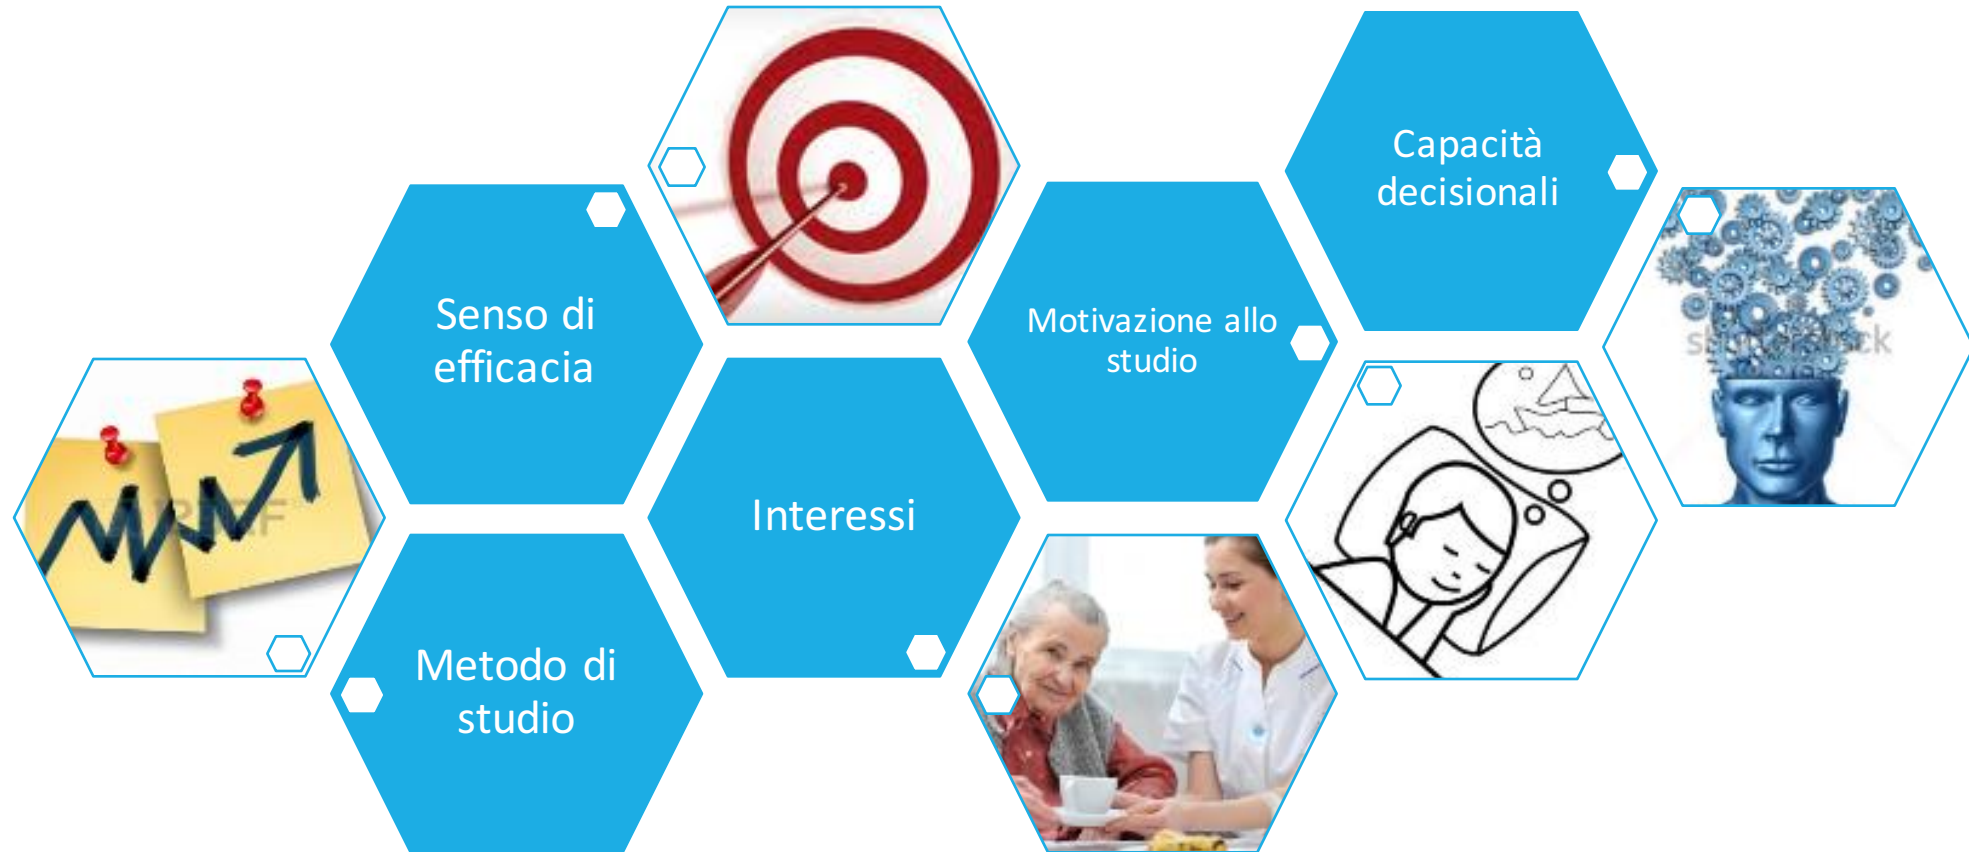 Capacità
decisionali
Senso di
efficacia
Motivazione allo
studio
Interessi
Metodo di
studio